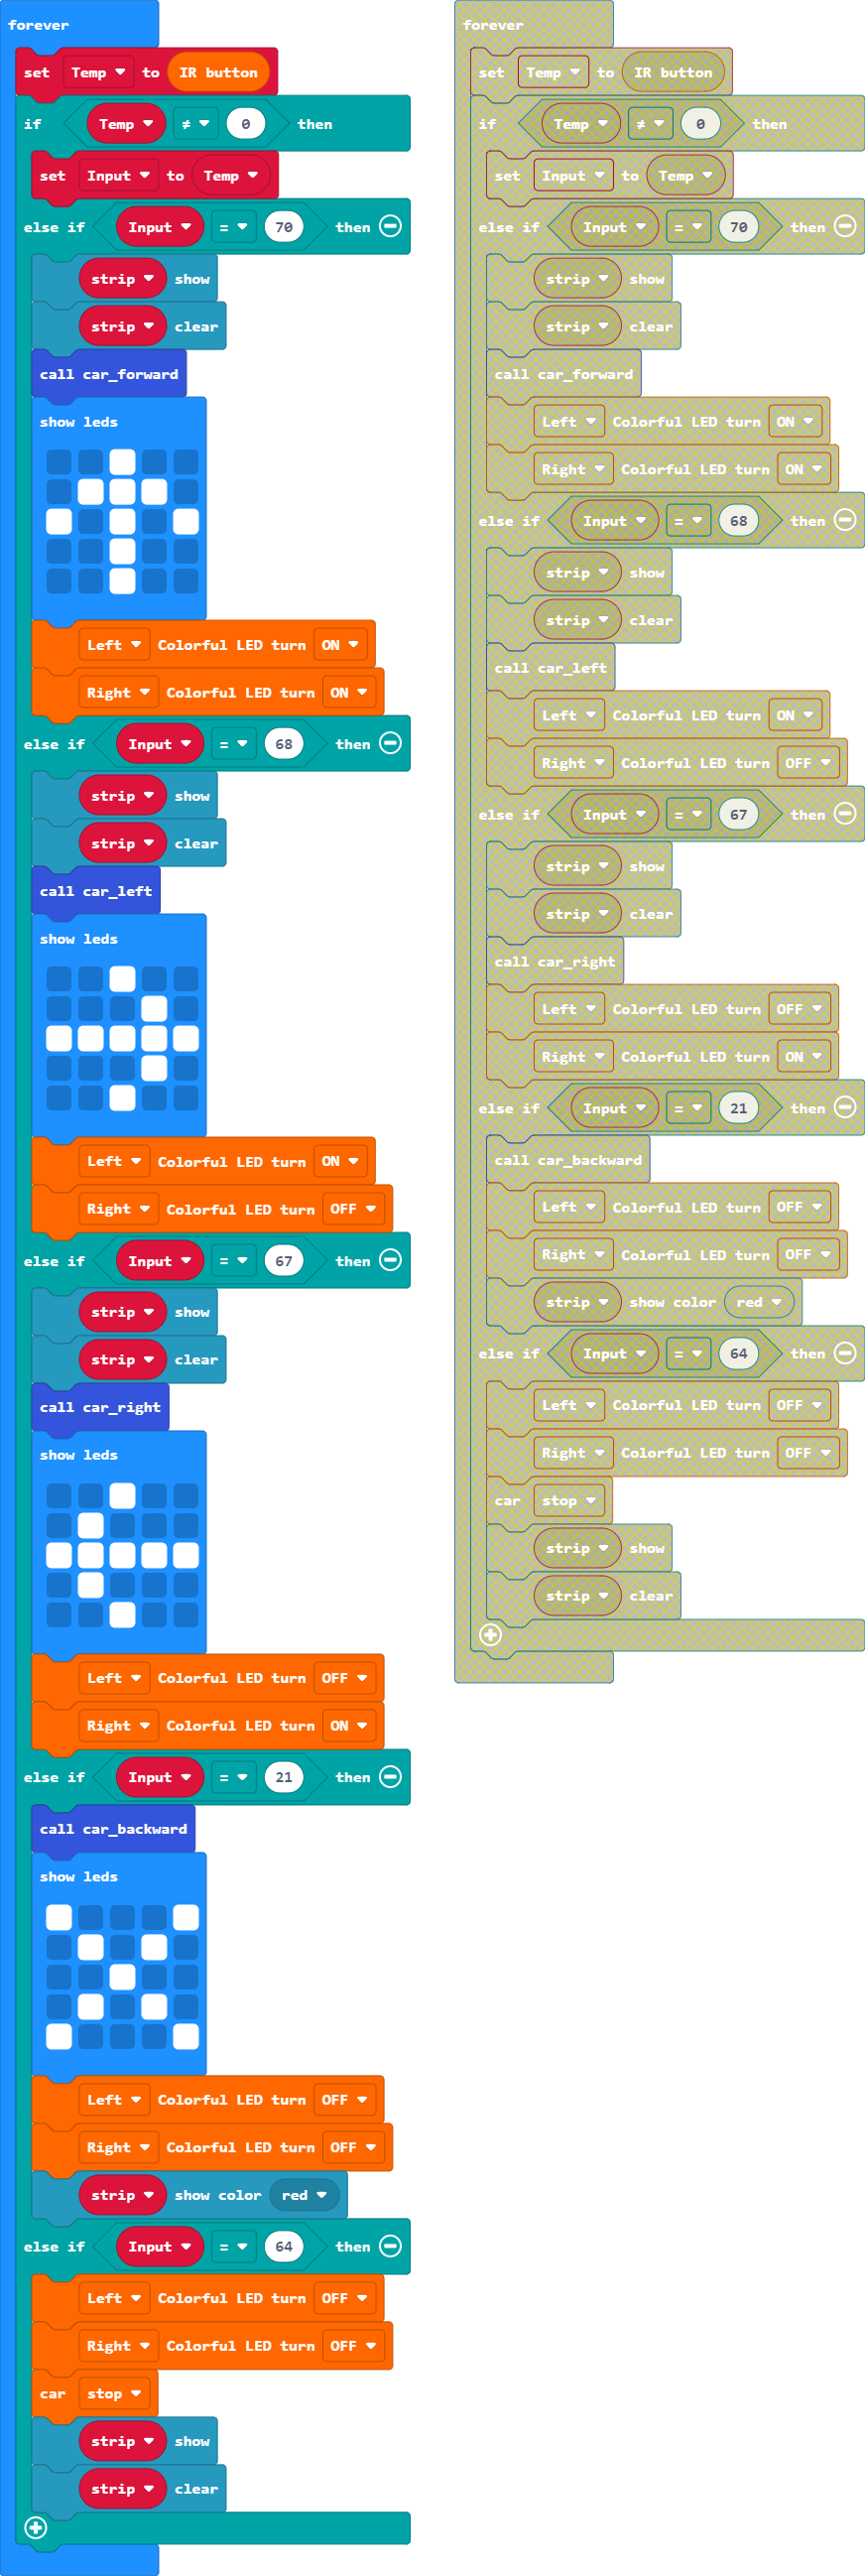 forever
set Temp to IR button
if Temp ≠ 0 then
set Input to Temp
else if Input = 70 then
strip show
strip clear
call car_forward
show leds
Left Colorful LED turn ON
Right Colorful LED turn ON
else if Input = 68 then
strip show
strip clear
call car_left
show leds
Left Colorful LED turn ON
Right Colorful LED turn OFF
else if Input = 67 then
strip show
strip clear
call car_right
show leds
Left Colorful LED turn OFF
Right Colorful LED turn ON
else if Input = 21 then
call car_backward
show leds
Left Colorful LED turn OFF
Right Colorful LED turn OFF
strip show color red
else if Input = 64 then
Left Colorful LED turn OFF
Right Colorful LED turn OFF
car stop
strip show
strip clear
forever
set Temp to IR button
if Temp ≠ 0 then
set Input to Temp
else if Input = 70 then
strip show
strip clear
call car_forward
Left Colorful LED turn ON
Right Colorful LED turn ON
else if Input = 68 then
strip show
strip clear
call car_left
Left Colorful LED turn ON
Right Colorful LED turn OFF
else if Input = 67 then
strip show
strip clear
call car_right
Left Colorful LED turn OFF
Right Colorful LED turn ON
else if Input = 21 then
call car_backward
Left Colorful LED turn OFF
Right Colorful LED turn OFF
strip show color red
else if Input = 64 then
Left Colorful LED turn OFF
Right Colorful LED turn OFF
car stop
strip show
strip clear